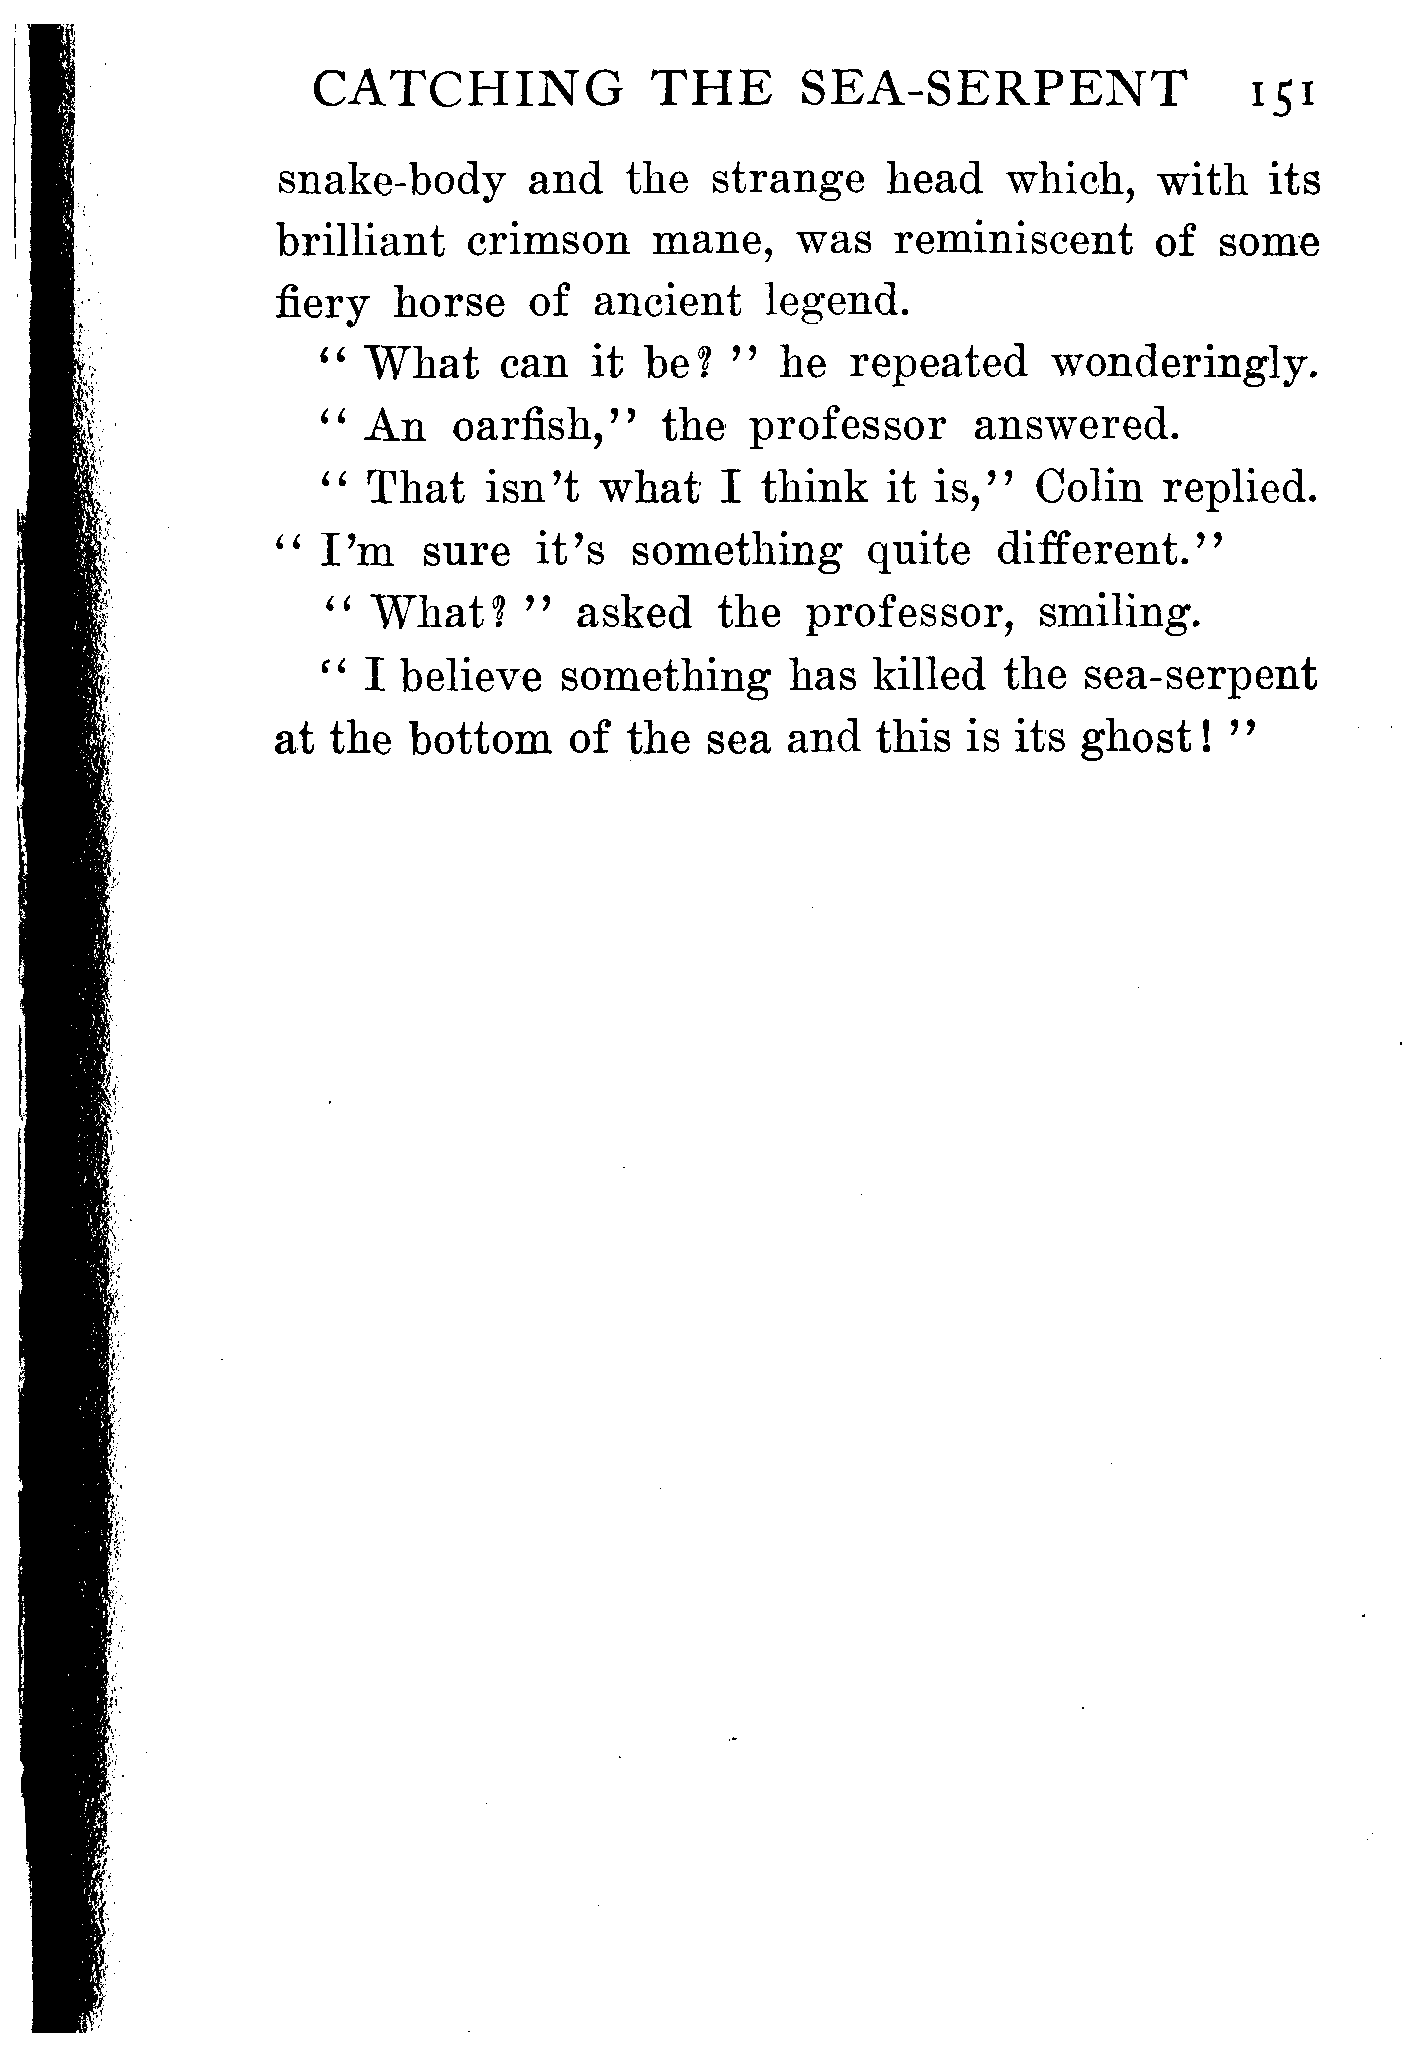 CATCHING THE SEA-SERPENT 151
snake-body and the strange head which, with its
brilliant crimson mane, was reminiscent of some
fiery horse of ancient legend.
“ What can it be? ” he repeated wonderingly.
“ An oarfish,” the professor answered.
“ That isn’t what I think it is,” Colin replied.
“ I’m sure it’s something quite different.”
“ What? ” asked the professor, smiling.
“ I believe something has killed the sea-serpent
at the bottom of the sea and this is its ghost! ”